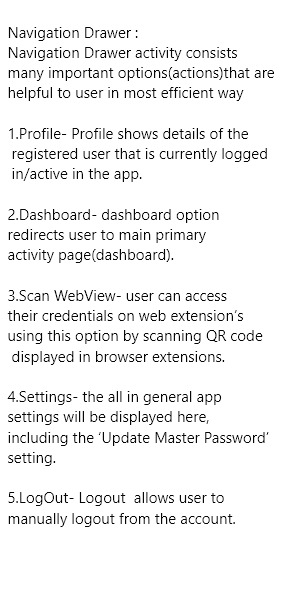 Navigation Drawer :
Navigation Drawer activity consists
many important options(actions)that are
helpful to user in most efficient way
1.Profile- Profile shows details of the
registered user that is currently logged
in/active in the app.
2.Dashboard- dashboard option
redirects user to main primary
activity page(dashboard).
3.Scan WebView- user can access
their credentials on web extension's
using this option by scanning QR code
displayed in browser extensions.
4.Settings- the all in general app
settings will be displayed here,
including the ‘Update Master Password’
setting.
5.LogOut- Logout  allows user to
manually logout from the account.